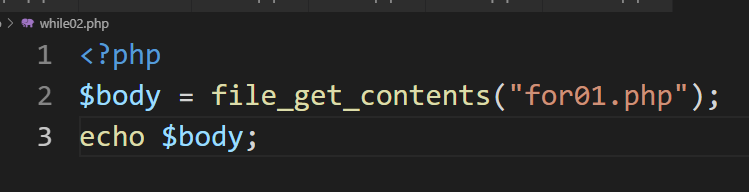 > while02.php
1 <?php
2 $body = file_get_contents("for01.php");
3 echo $body;